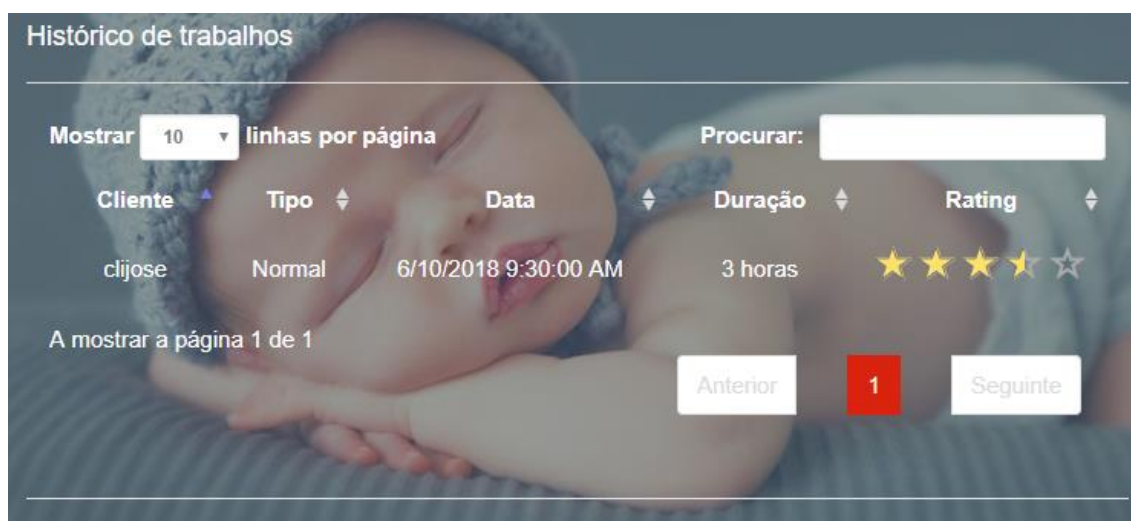 Histórico de trabalhos
Mostrar 10 linhas por página Procurar:
Cliente Tipo Data Duração Rating
clijose Normal 6/10/2018 9:30:00 AM 3 horas
A mostrar a página 1 de 1
Anterior 1 Seguinte